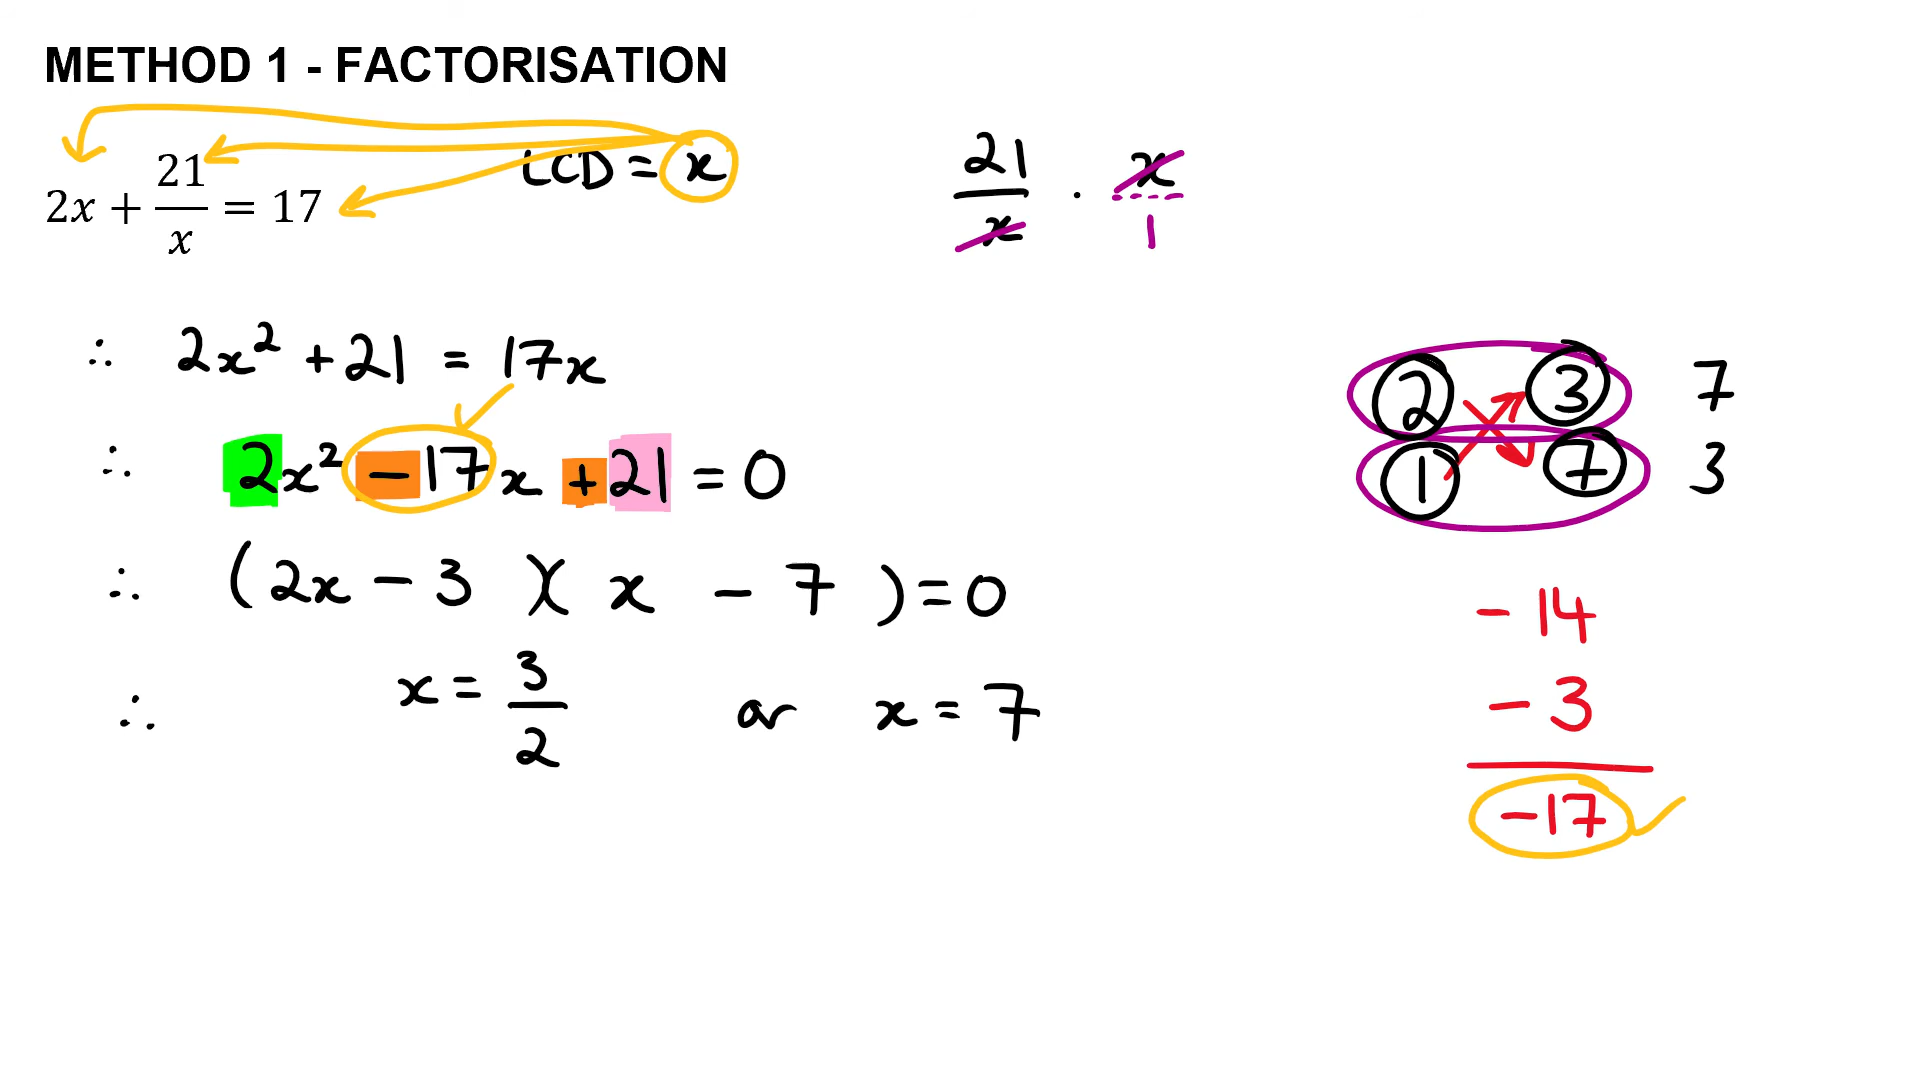 METHOD 1 - FACTORISATION
2x + 21/x = 17
LCD = x
21/x · x/1
∴ 2x² + 21 = 17x
∴ 2x² - 17x + 21 = 0
∴ (2x - 3)(x - 7) = 0
∴ x = 3/2 or x = 7
2 3 7
1 7 3
- 14
- 3
- 17